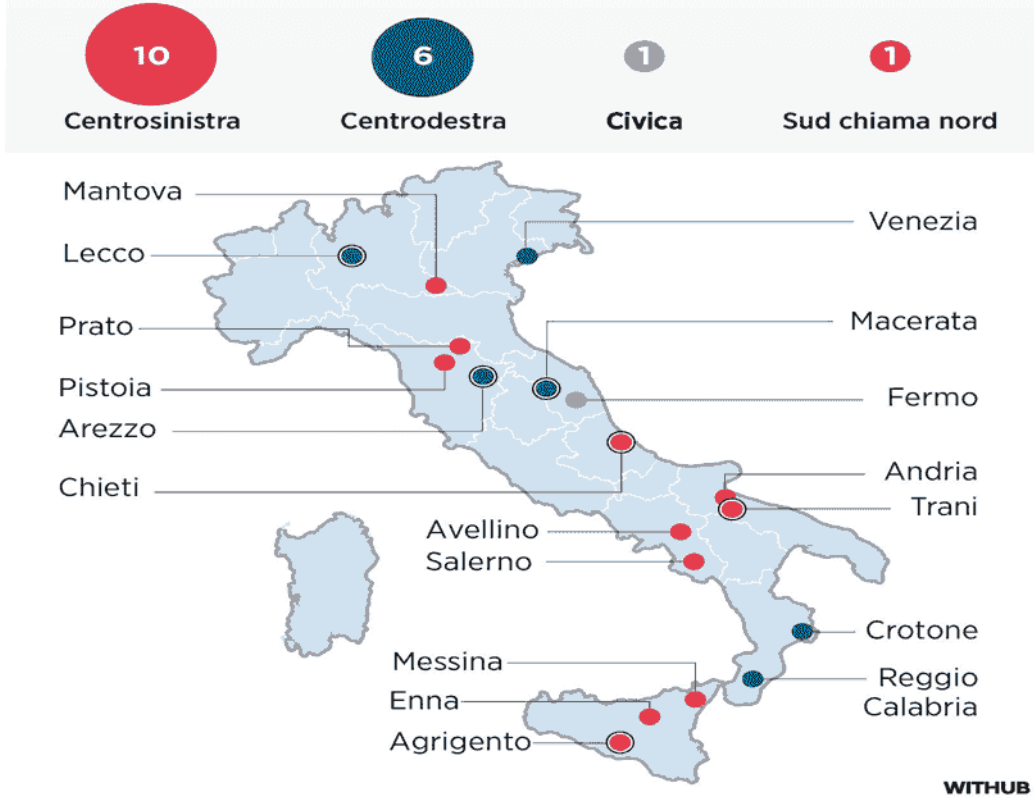 10
6
1
1
Centrosinistra
Centrodestra
Civica
Sud chiama nord
Mantova
Venezia
Lecco
Prato
Macerata
Pistoia
Fermo
Arezzo
Chieti
Andria
Trani
Avellino
Salerno
Crotone
Messina
Reggio
Calabria
Enna
Agrigento
WITHUB